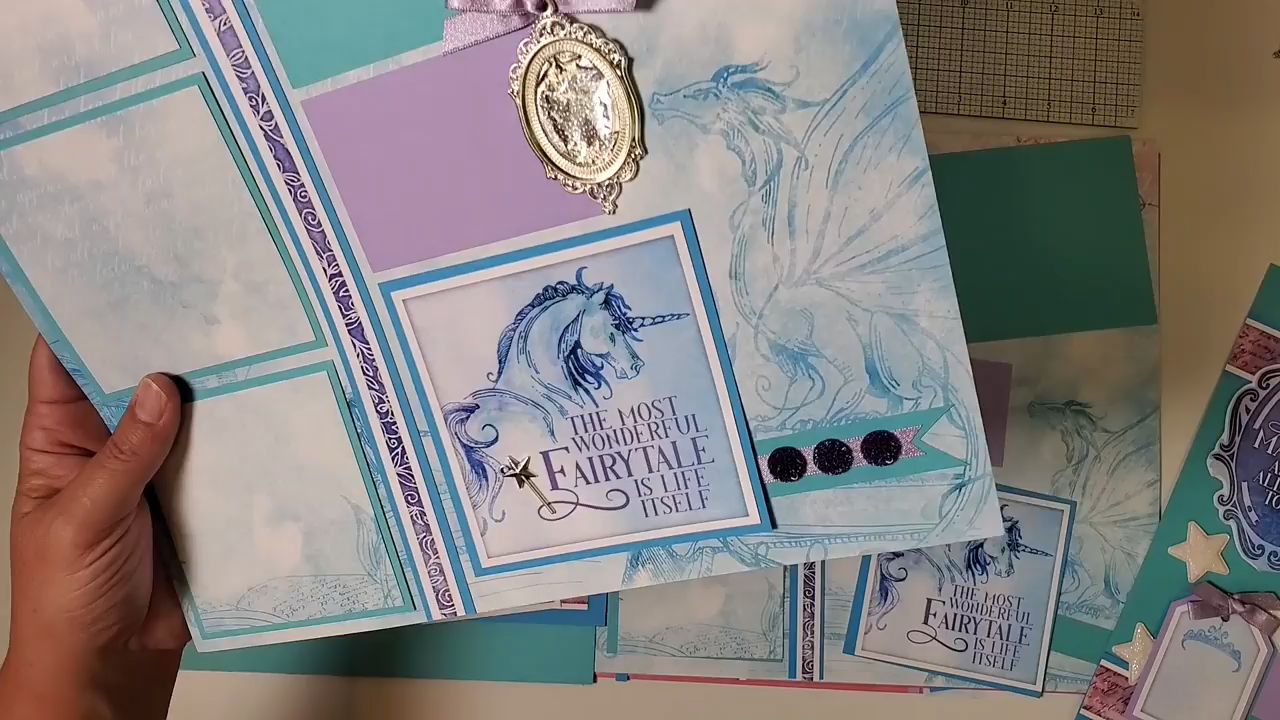 THE MOST
WONDERFUL
FAIRYTALE
IS LIFE
ITSELF
THE MOST
WONDERFUL
FAIRYTALE
IS LIFE
ITSELF